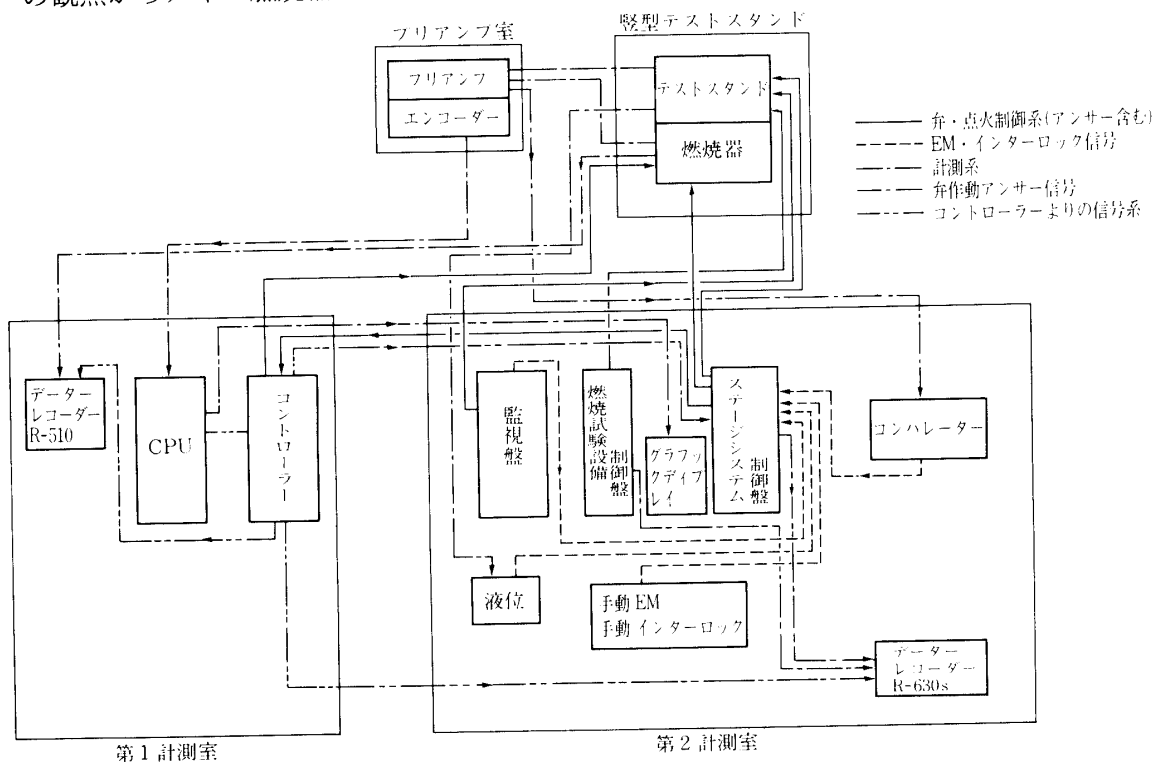 プリアンプ室
竪型テストスタンド
プリアンプ
エンコーダー
テストスタンド
燃焼器
弁・点火制御系(アンサー含む)
EM・インターロック信号
計測系
弁作動アンサー信号
コントローラーよりの信号系
データー
レコーダー
R-510
CPU
コントローラー
監視盤
燃焼試験設備
制御盤
グラフィッ
クディプ
レイ
ステージシステム
制御盤
コンパレーター
液位
手動 EM
手動 インターロック
データー
レコーダー
R-630s
第1計測室
第2計測室